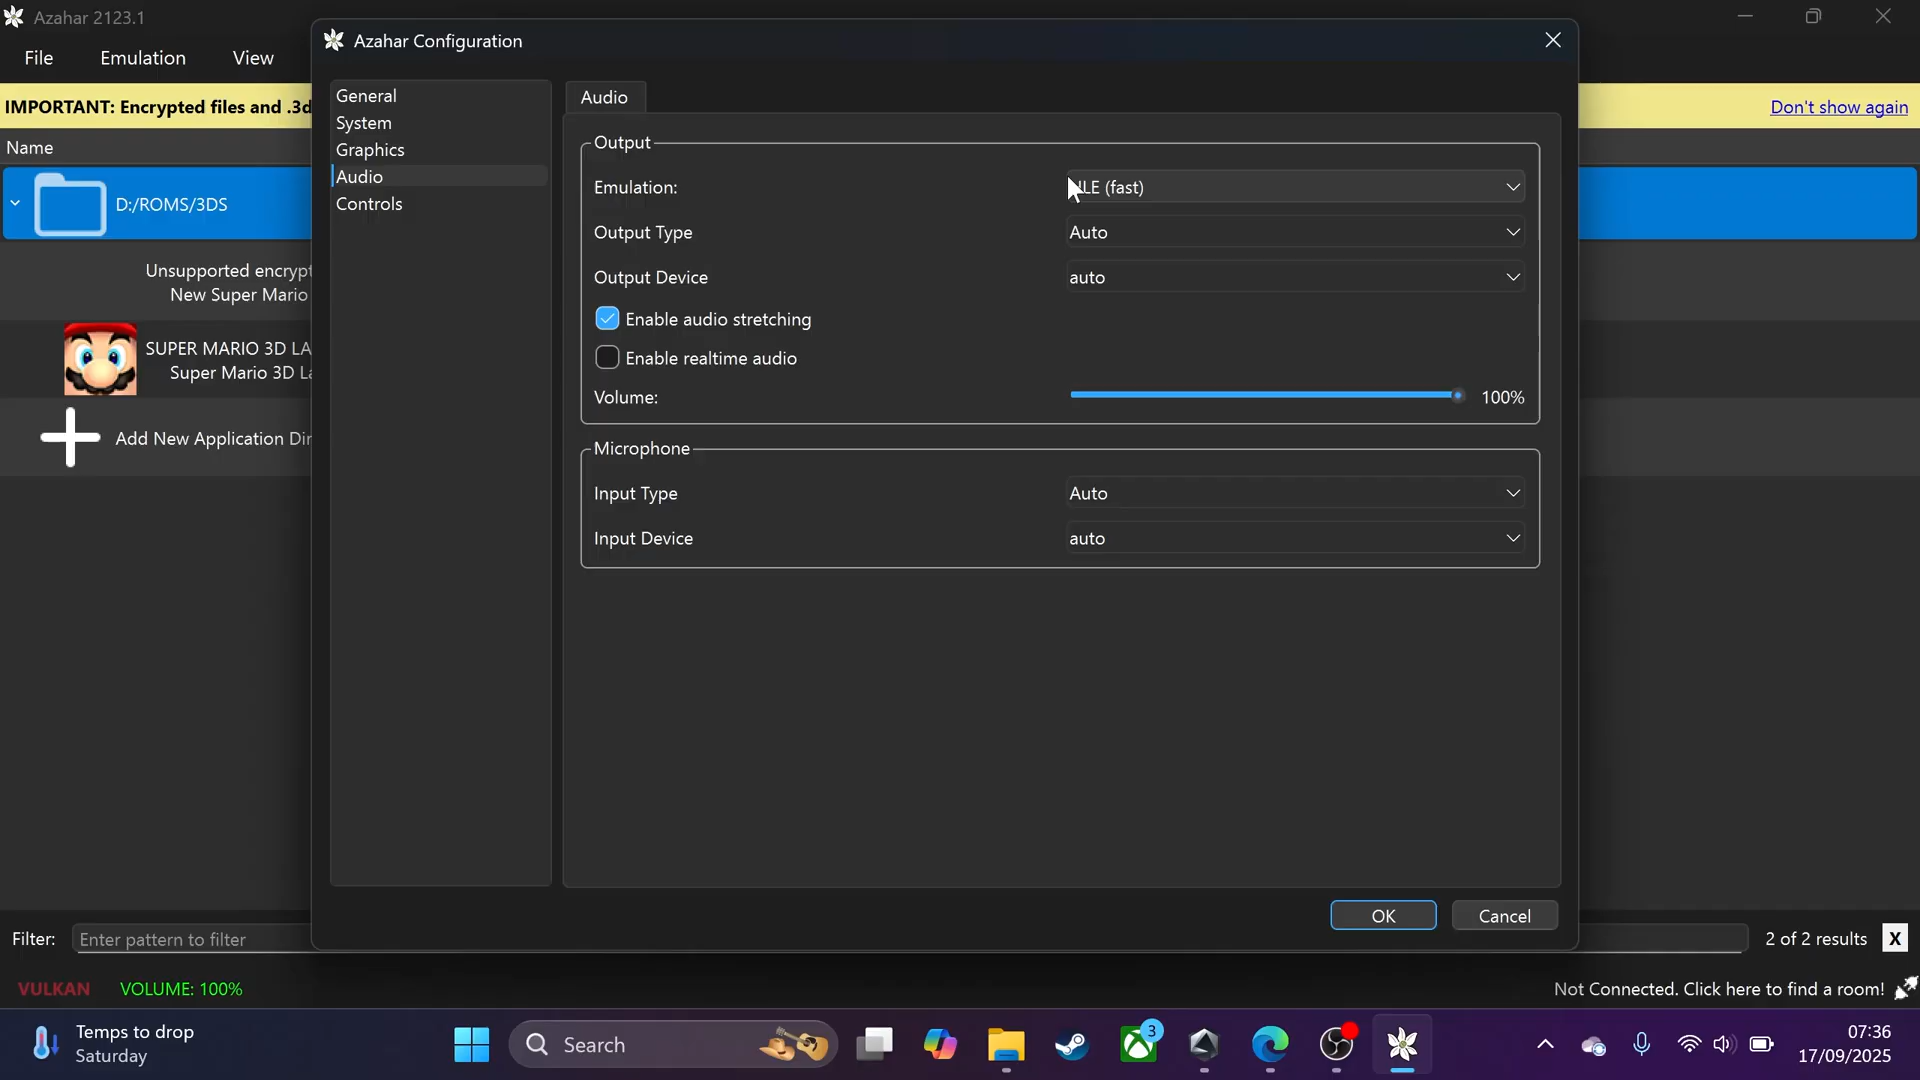 Azahar 2123.1
File Emulation View
IMPORTANT: Encrypted files and .3d
Don't show again
Name
D:/ROMS/3DS
Unsupported encrypt
New Super Mario
SUPER MARIO 3D LA
Super Mario 3D La
Add New Application Dir
Azahar Configuration
General
System
Graphics
Audio
Controls
Audio
Output
Emulation: LE (fast)
Output Type Auto
Output Device auto
Enable audio stretching
Enable realtime audio
Volume: 100%
Microphone
Input Type Auto
Input Device auto
OK Cancel
Filter: Enter pattern to filter 2 of 2 results X
VULKAN VOLUME: 100% Not Connected. Click here to find a room!
Temps to drop
Saturday
Search
3
07:36
17/09/2025